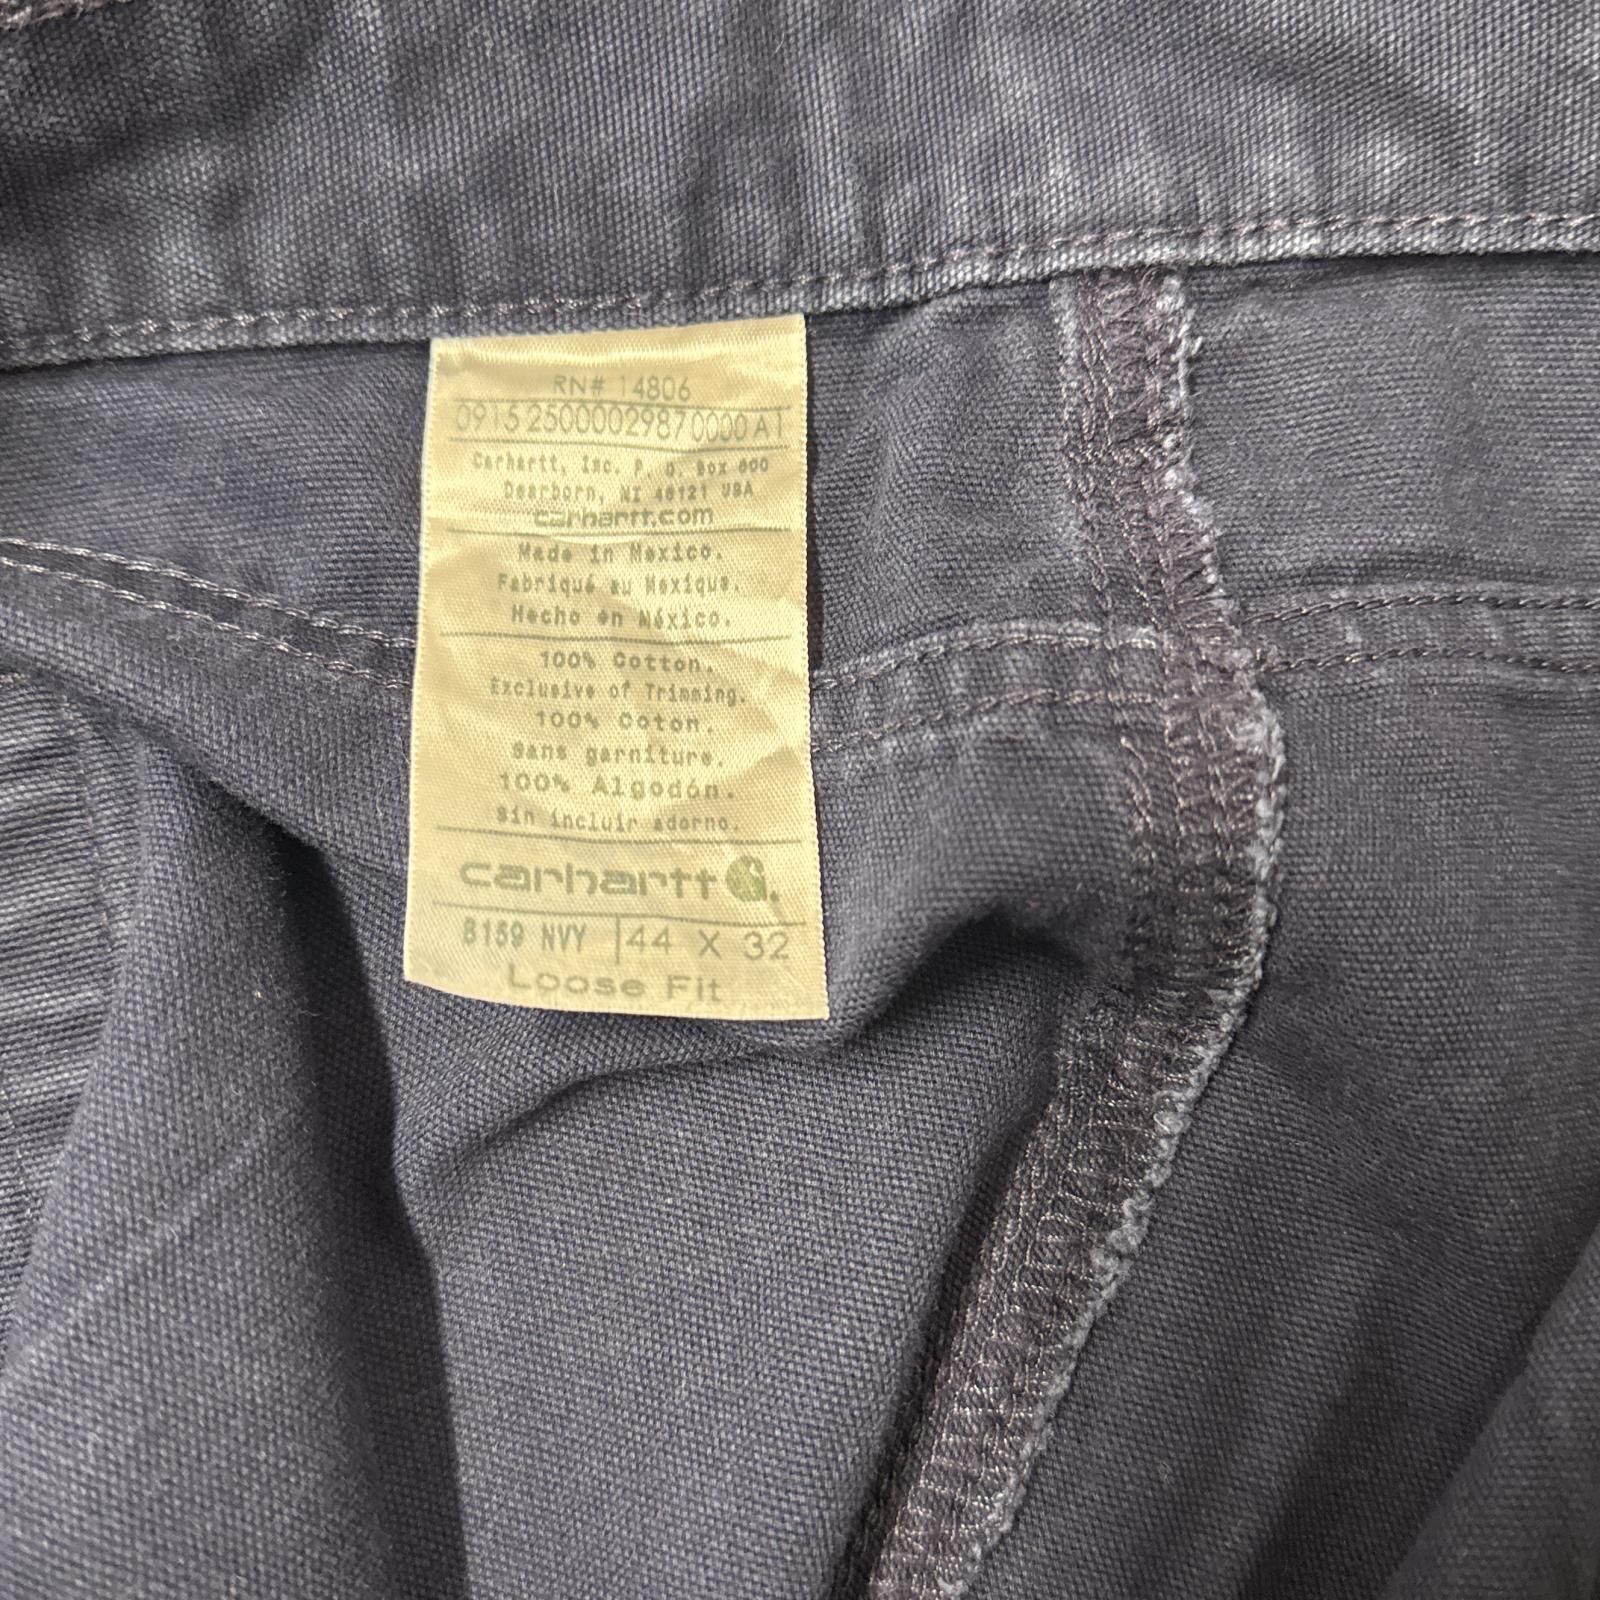 RN# 14806
0915 25000029870000 A1
Carhartt, Inc. P. O. Box 600
Dearborn, MI 48121 USA
carhartt.com
Made in Mexico.
Fabriqué au Mexique.
Hecho en México.
100% Cotton.
Exclusive of Trimming.
100% Coton.
Sans garniture.
100% Algodón.
Sin incluir adorno.
carhartt
B159 NVY 44 X 32
Loose Fit